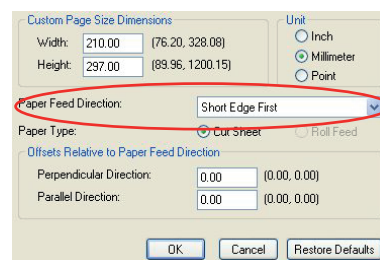 Custom Page Size Dimensions
Unit
Width: 210.00 (76.20, 328.08)
Inch
Height: 297.00 (89.96, 1200.15)
Millimeter
Point
Paper Feed Direction: Short Edge First
Paper Type: Cut Sheet Roll Feed
Offsets Relative to Paper Feed Direction
Perpendicular Direction: 0.00 (0.00, 0.00)
Parallel Direction: 0.00 (0.00, 0.00)
OK Cancel Restore Defaults